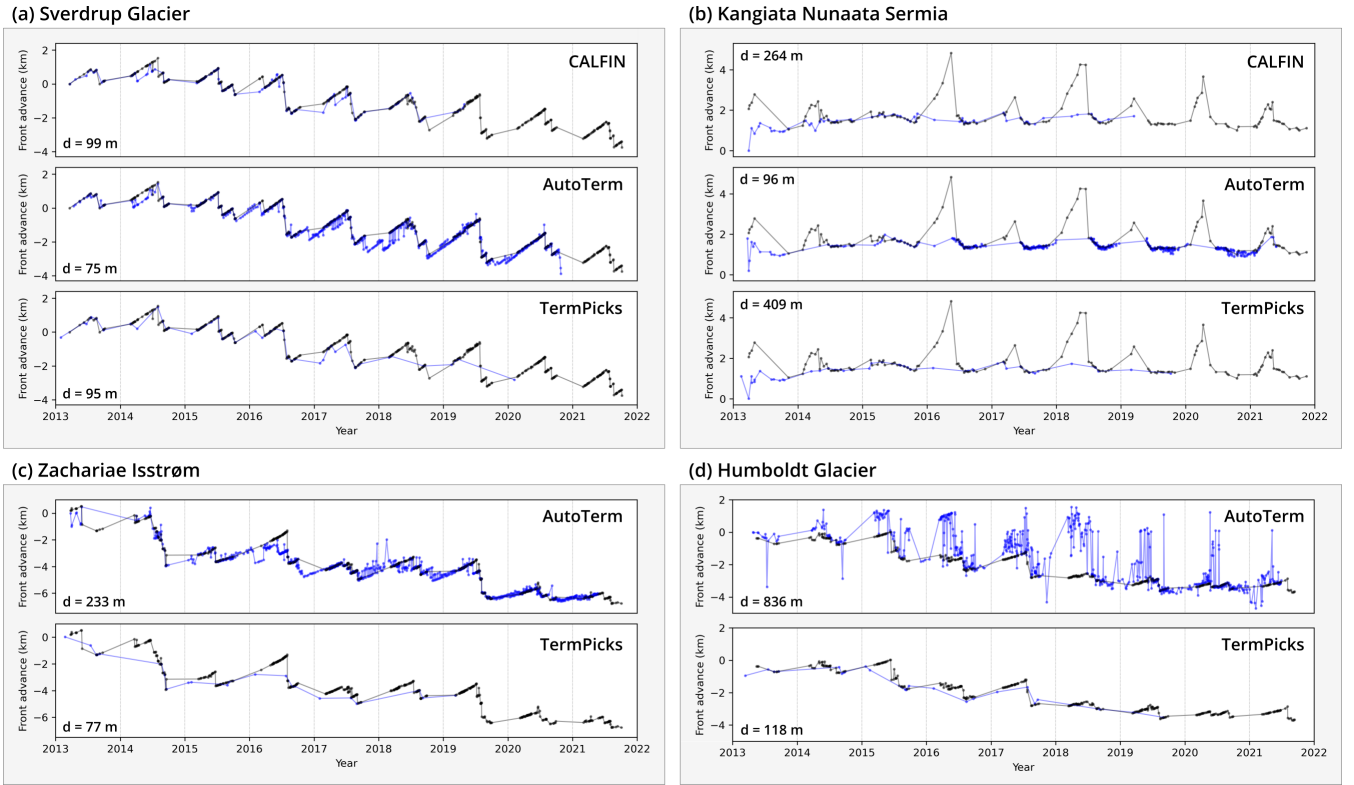 (a) Sverdrup Glacier
Front advance (km)
2
0
−2
−4
CALFIN
d = 99 m
Front advance (km)
2
0
−2
−4
AutoTerm
d = 75 m
Front advance (km)
2
0
−2
−4
TermPicks
d = 95 m
2013 2014 2015 2016 2017 2018 2019 2020 2021 2022
Year
(b) Kangiata Nunaata Sermia
Front advance (km)
4
2
0
d = 264 m
CALFIN
Front advance (km)
4
2
0
d = 96 m
AutoTerm
Front advance (km)
4
2
0
d = 409 m
TermPicks
2013 2014 2015 2016 2017 2018 2019 2020 2021 2022
Year
(c) Zachariae Isstrøm
Front advance (km)
0
−2
−4
−6
AutoTerm
d = 233 m
Front advance (km)
0
−2
−4
−6
TermPicks
d = 77 m
2013 2014 2015 2016 2017 2018 2019 2020 2021 2022
Year
(d) Humboldt Glacier
Front advance (km)
2
0
−2
−4
AutoTerm
d = 836 m
Front advance (km)
2
0
−2
−4
TermPicks
d = 118 m
2013 2014 2015 2016 2017 2018 2019 2020 2021 2022
Year